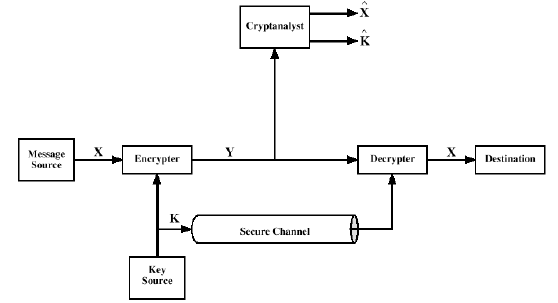 Cryptanalyst
X̂
K̂
Message
Source
X
Encrypter
Y
Decrypter
X
Destination
K
Secure Channel
Key
Source